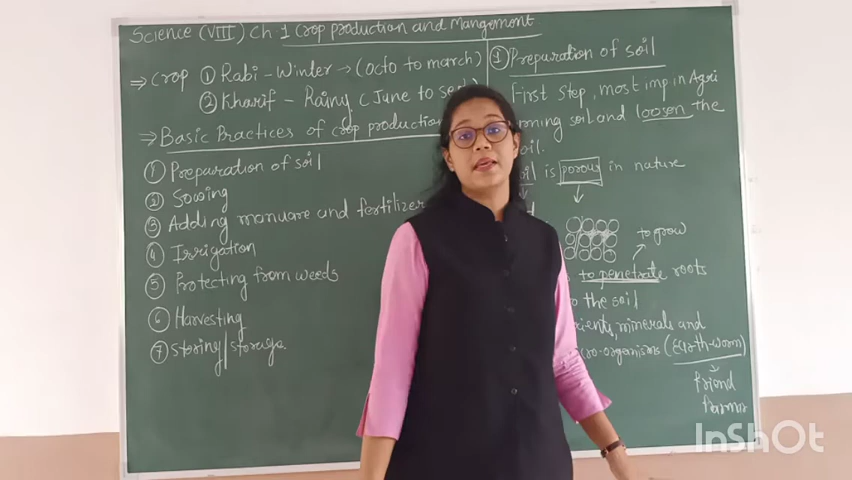 Science (VIII) Ch.1 Crop production and Mangement
⇒ Crop ① Rabi - Winter → (octo to march)
② Kharif - Rainy (June to
⇒ Basic Practices of crop production
① Preparation of soil
② Sowing
③ Adding manuare and fertilizer
④ Irrigation
⑤ Protecting from weeds
⑥ Harvesting
⑦ Storing / storage.
① Preparation of soil
First step, most imp in Agri
soil and loosen the
soil.
is porous in nature
to grow
to penetrate roots
to the soil
minerals and
(Earth-worm)
friend
InShOt